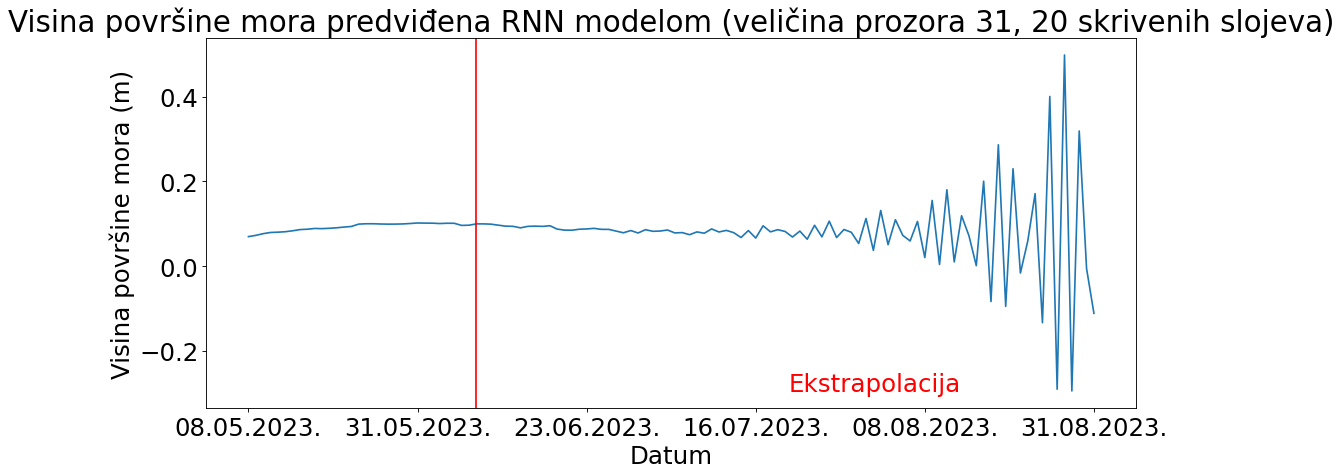 Visina površine mora predviđena RNN modelom (veličina prozora 31, 20 skrivenih slojeva)
Visina površine mora (m)
0.4
0.2
0.0
−0.2
Ekstrapolacija
08.05.2023. 31.05.2023. 23.06.2023. 16.07.2023. 08.08.2023. 31.08.2023.
Datum